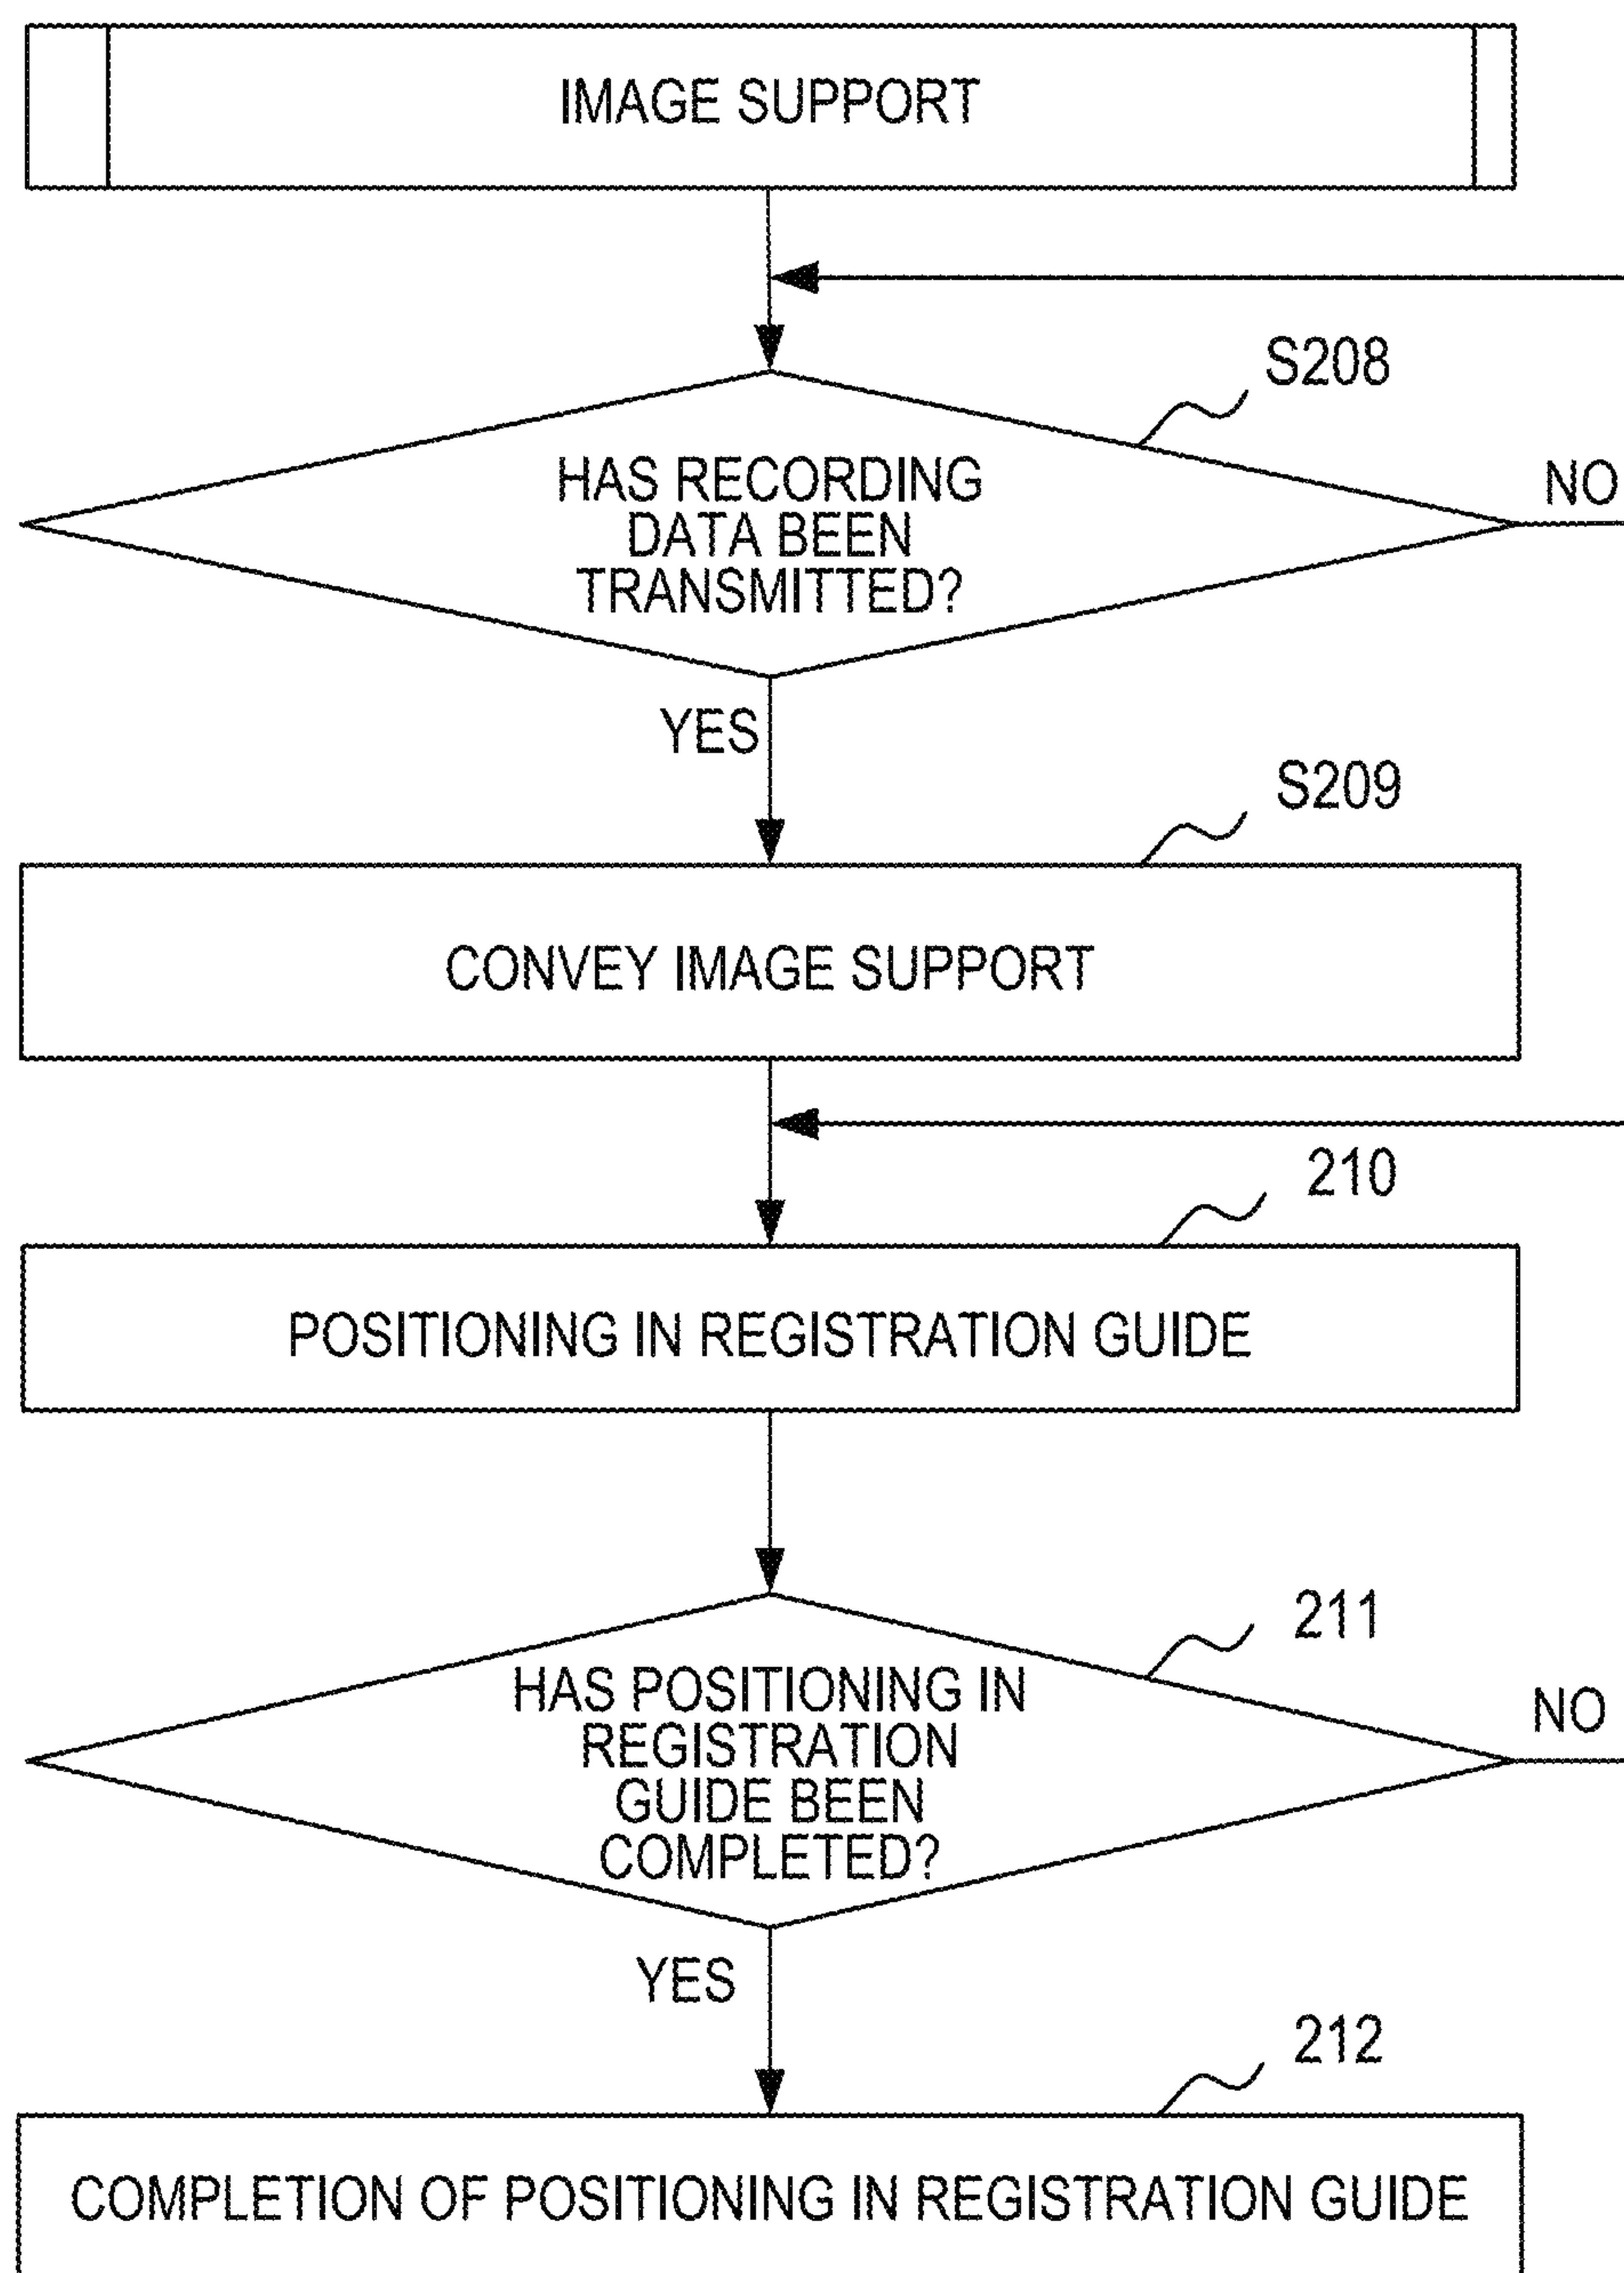 IMAGE SUPPORT
S208
HAS RECORDING
DATA BEEN
TRANSMITTED?
NO
YES
S209
CONVEY IMAGE SUPPORT
210
POSITIONING IN REGISTRATION GUIDE
211
HAS POSITIONING IN
REGISTRATION
GUIDE BEEN
COMPLETED?
NO
YES
212
COMPLETION OF POSITIONING IN REGISTRATION GUIDE